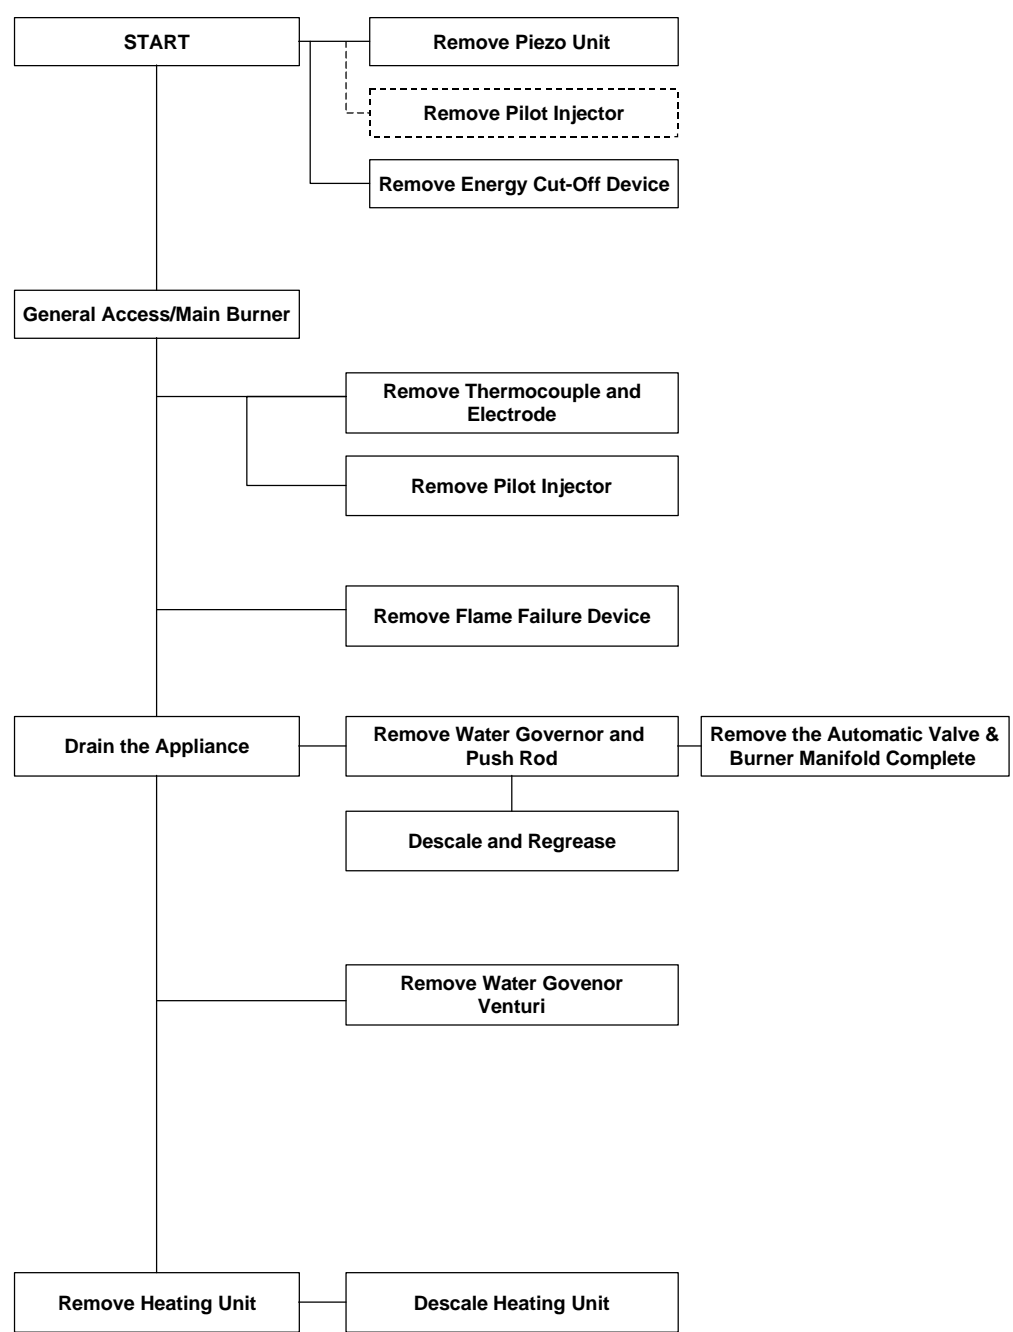 START
Remove Piezo Unit
Remove Pilot Injector
Remove Energy Cut-Off Device
General Access/Main Burner
Remove Thermocouple and
Electrode
Remove Pilot Injector
Remove Flame Failure Device
Drain the Appliance
Remove Water Governor and
Push Rod
Remove the Automatic Valve &
Burner Manifold Complete
Descale and Regrease
Remove Water Govenor
Venturi
Remove Heating Unit
Descale Heating Unit